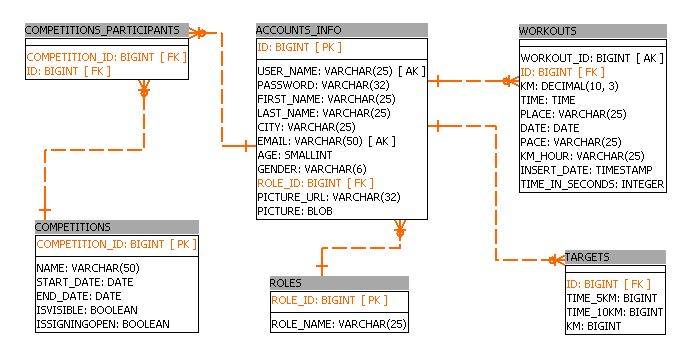 COMPETITIONS_PARTICIPANTS
COMPETITION_ID: BIGINT [ FK ]
ID: BIGINT [ FK ]
ACCOUNTS_INFO
ID: BIGINT [ PK ]
USER_NAME: VARCHAR(25) [ AK ]
PASSWORD: VARCHAR(32)
FIRST_NAME: VARCHAR(25)
LAST_NAME: VARCHAR(25)
CITY: VARCHAR(25)
EMAIL: VARCHAR(50) [ AK ]
AGE: SMALLINT
GENDER: VARCHAR(6)
ROLE_ID: BIGINT [ FK ]
PICTURE_URL: VARCHAR(32)
PICTURE: BLOB
WORKOUTS
WORKOUT_ID: BIGINT [ AK ]
ID: BIGINT [ FK ]
KM: DECIMAL(10, 3)
TIME: TIME
PLACE: VARCHAR(25)
DATE: DATE
PACE: VARCHAR(25)
KM_HOUR: VARCHAR(25)
INSERT_DATE: TIMESTAMP
TIME_IN_SECONDS: INTEGER
COMPETITIONS
COMPETITION_ID: BIGINT [ PK ]
NAME: VARCHAR(50)
START_DATE: DATE
END_DATE: DATE
ISVISIBLE: BOOLEAN
ISSIGNINGOPEN: BOOLEAN
ROLES
ROLE_ID: BIGINT [ PK ]
ROLE_NAME: VARCHAR(25)
TARGETS
ID: BIGINT [ FK ]
TIME_5KM: BIGINT
TIME_10KM: BIGINT
KM: BIGINT